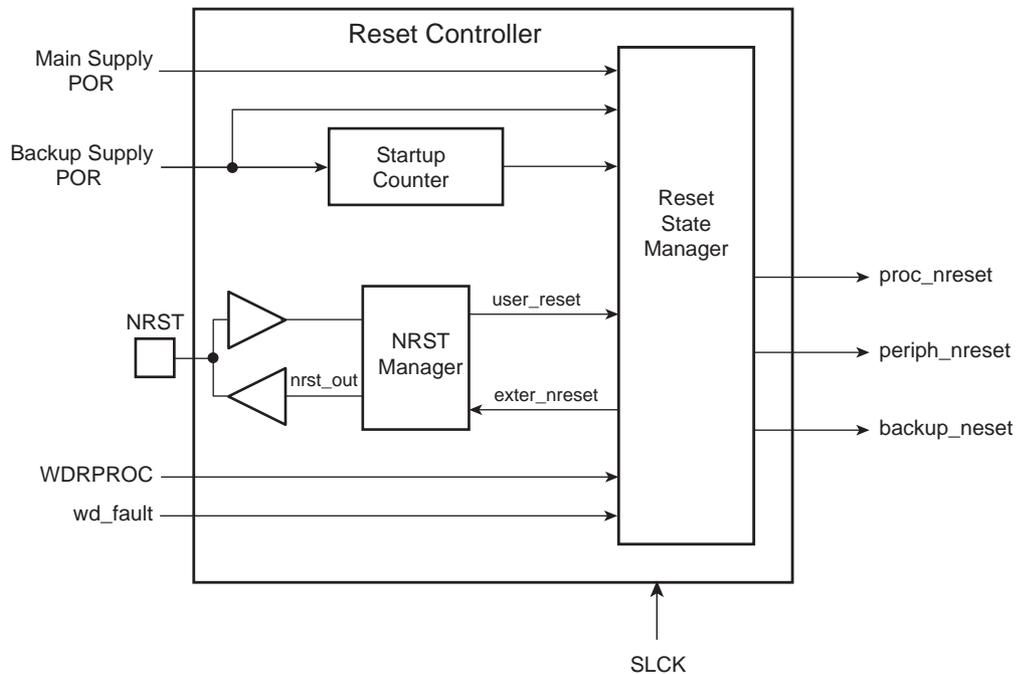 Reset Controller
Main Supply
POR
Backup Supply
POR
Startup
Counter
Reset
State
Manager
proc_nreset
periph_nreset
backup_neset
NRST
NRST
Manager
user_reset
nrst_out
exter_nreset
WDRPROC
wd_fault
SLCK